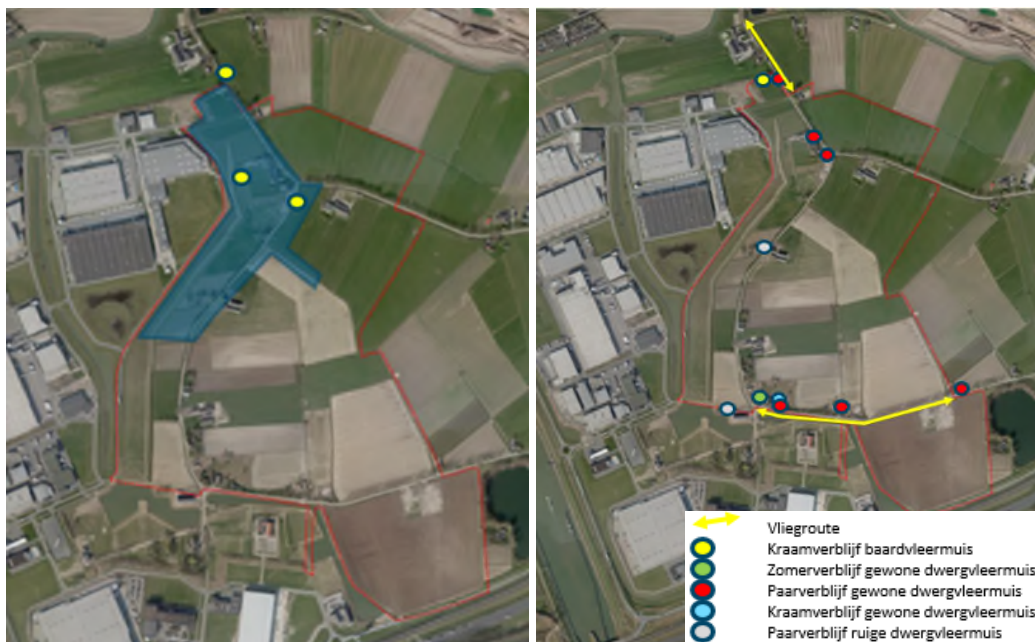 Vliegroute
Kraamverblijf baardvleermuis
Zomerverblijf gewone dwergvleermuis
Paarverblijf gewone dwergvleermuis
Kraamverblijf gewone dwergvleermuis
Paarverblijf ruige dwergvleermuis